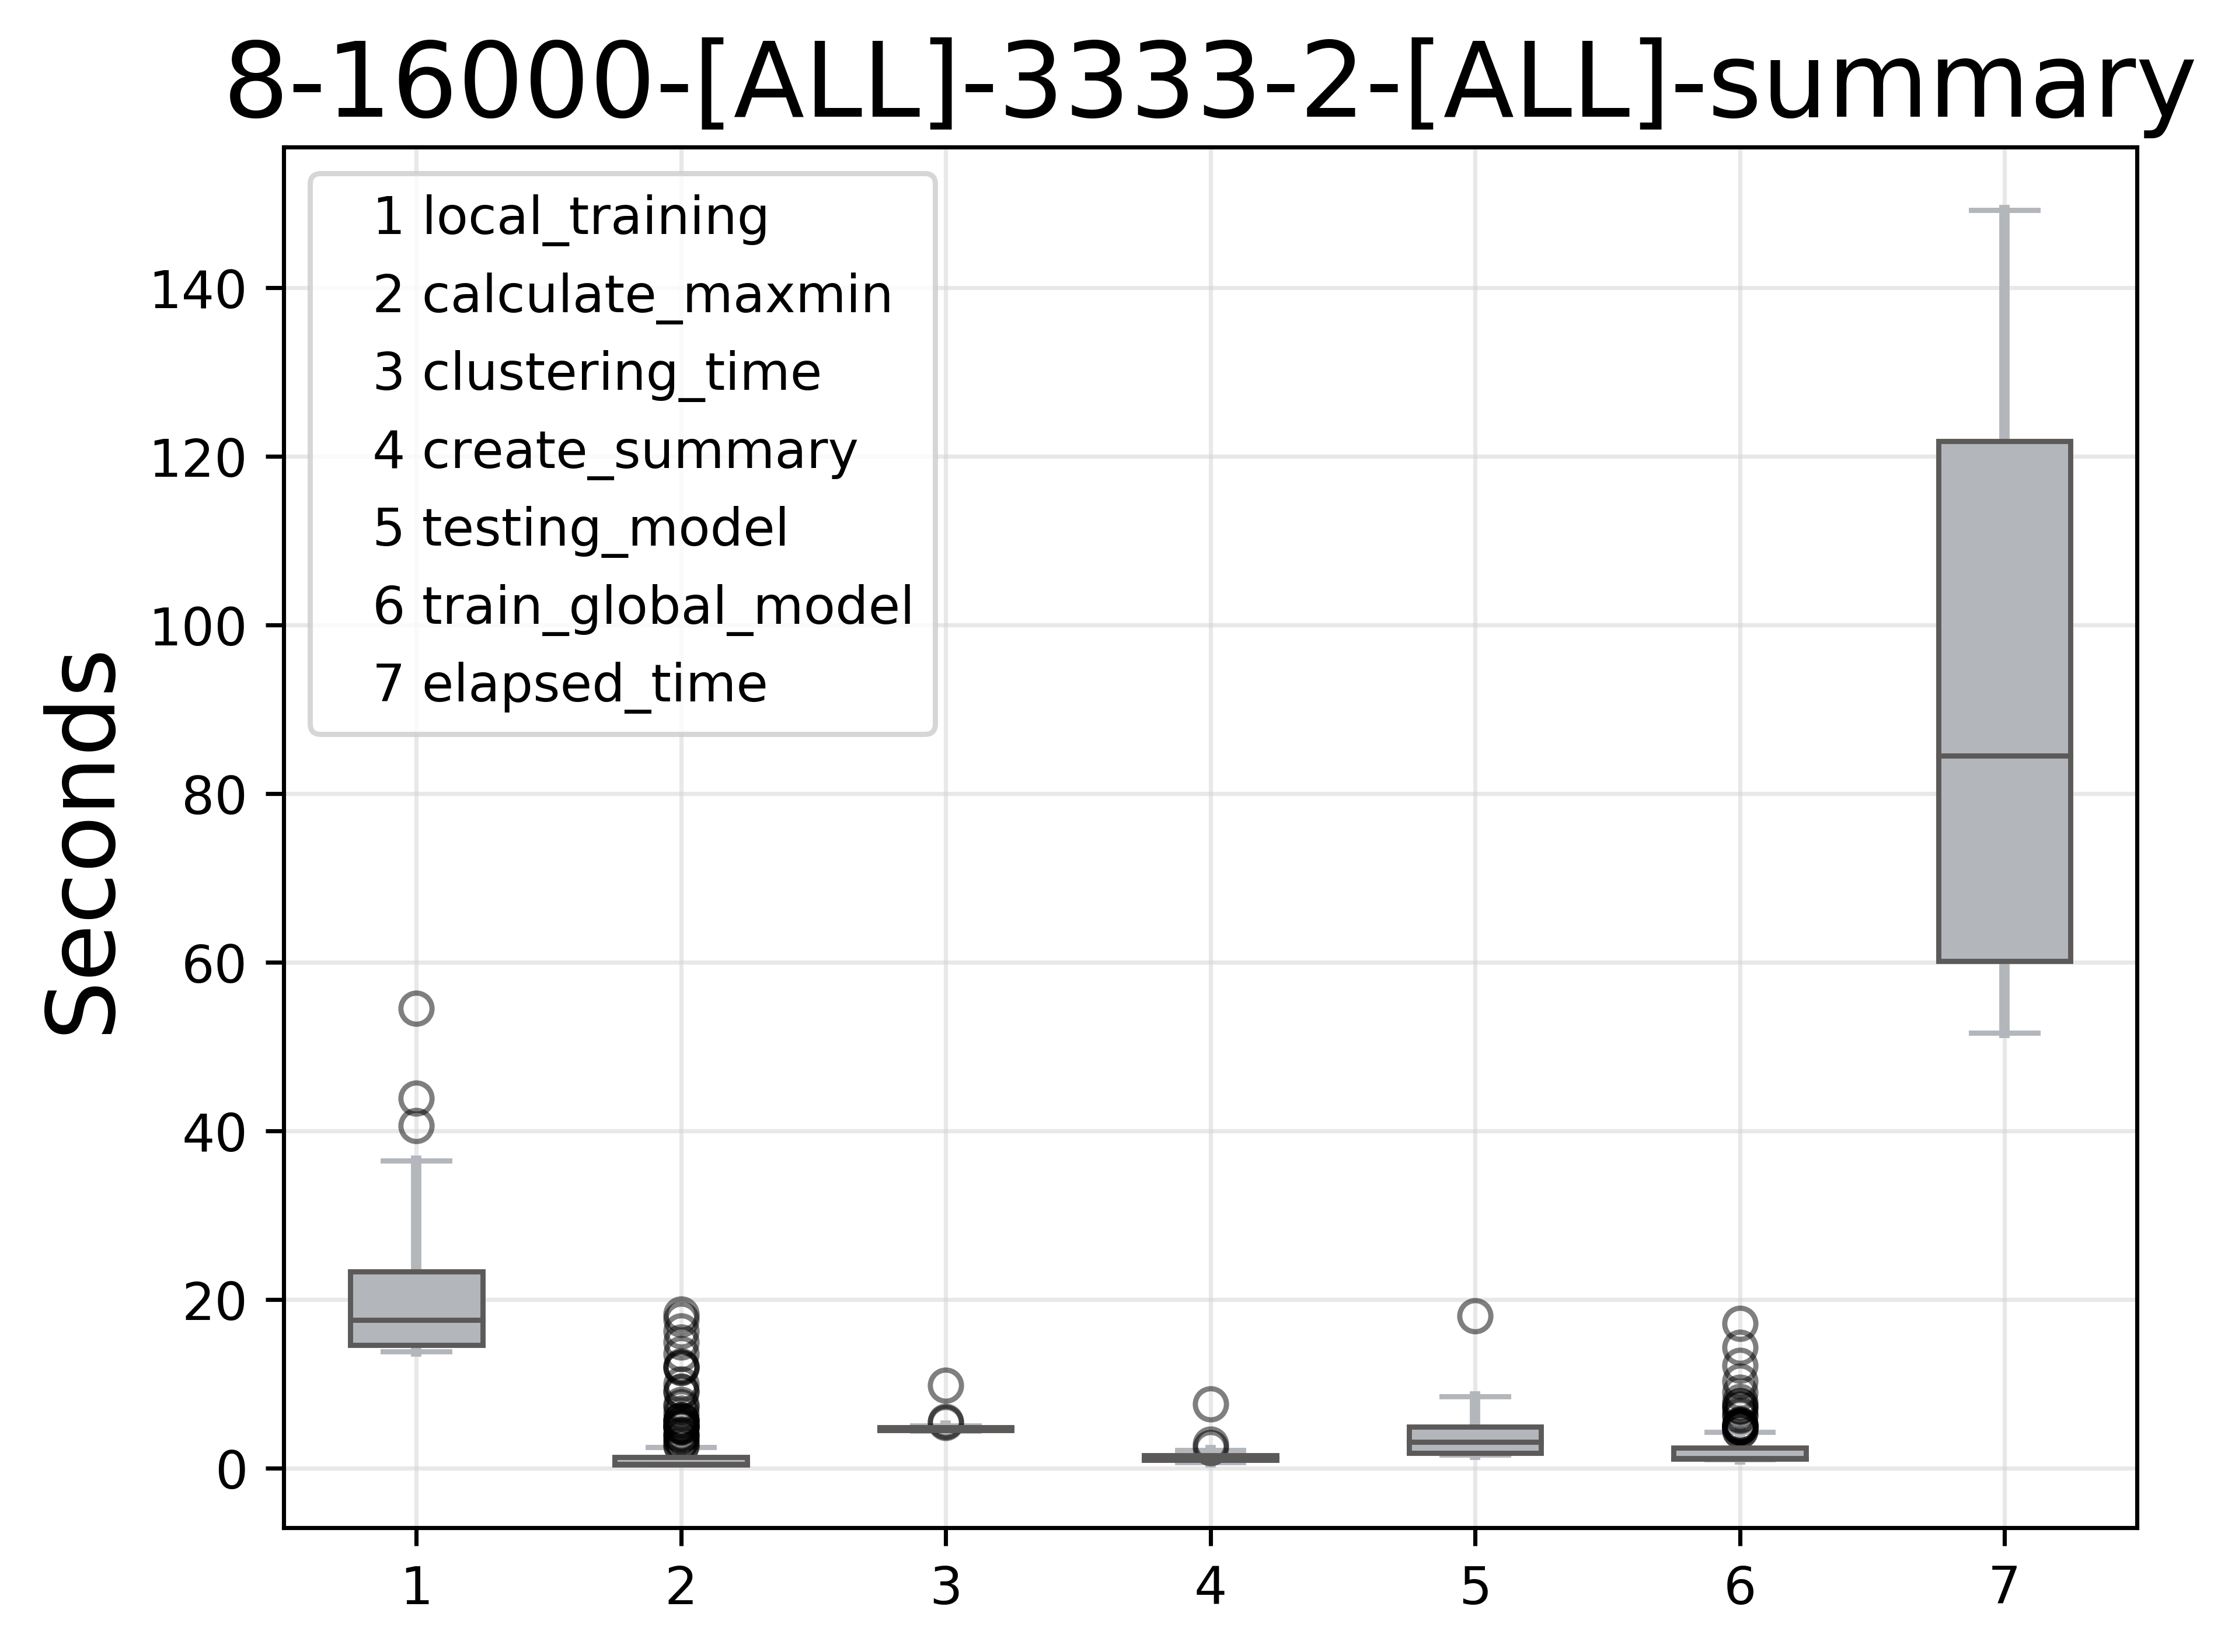 8-16000-[ALL]-3333-2-[ALL]-summary
1 local_training
2 calculate_maxmin
3 clustering_time
4 create_summary
5 testing_model
6 train_global_model
7 elapsed_time
Seconds
140
120
100
80
60
40
20
0
1 2 3 4 5 6 7